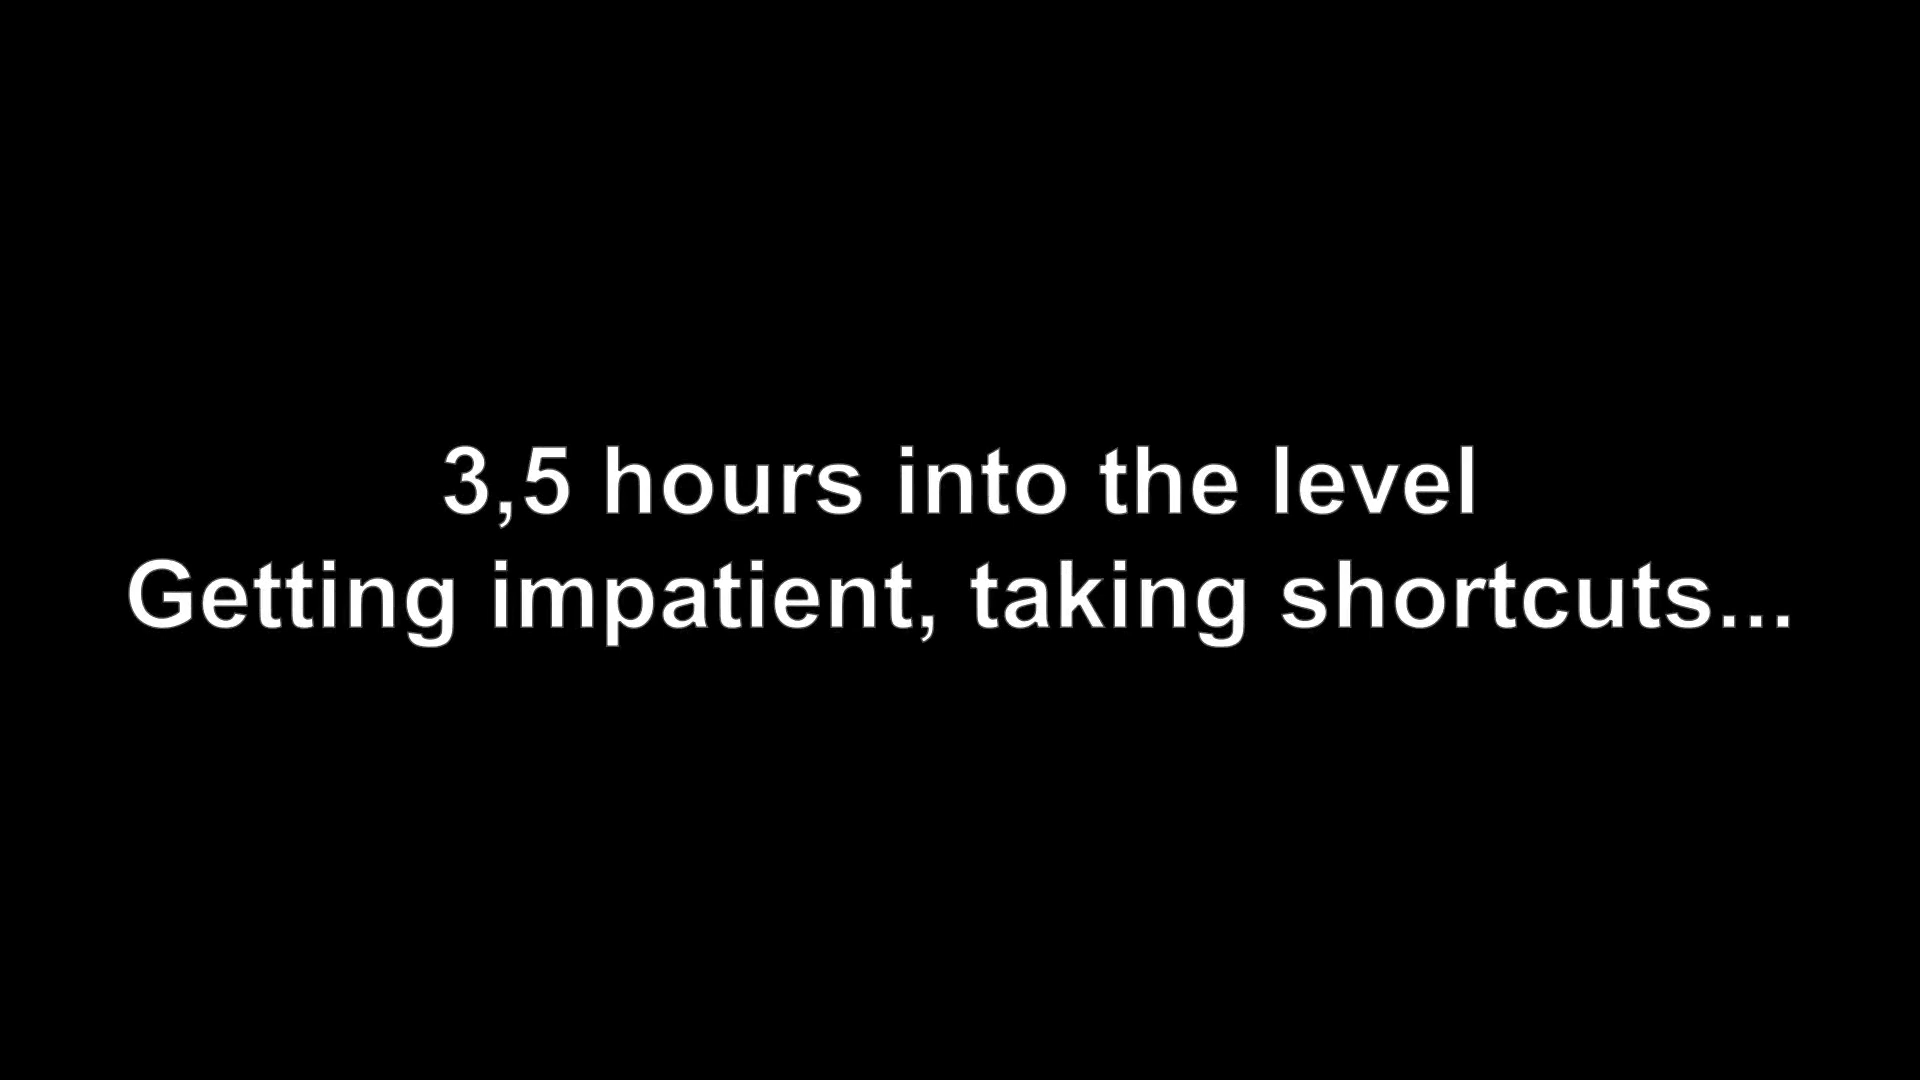 3,5 hours into the level
Getting impatient, taking shortcuts...